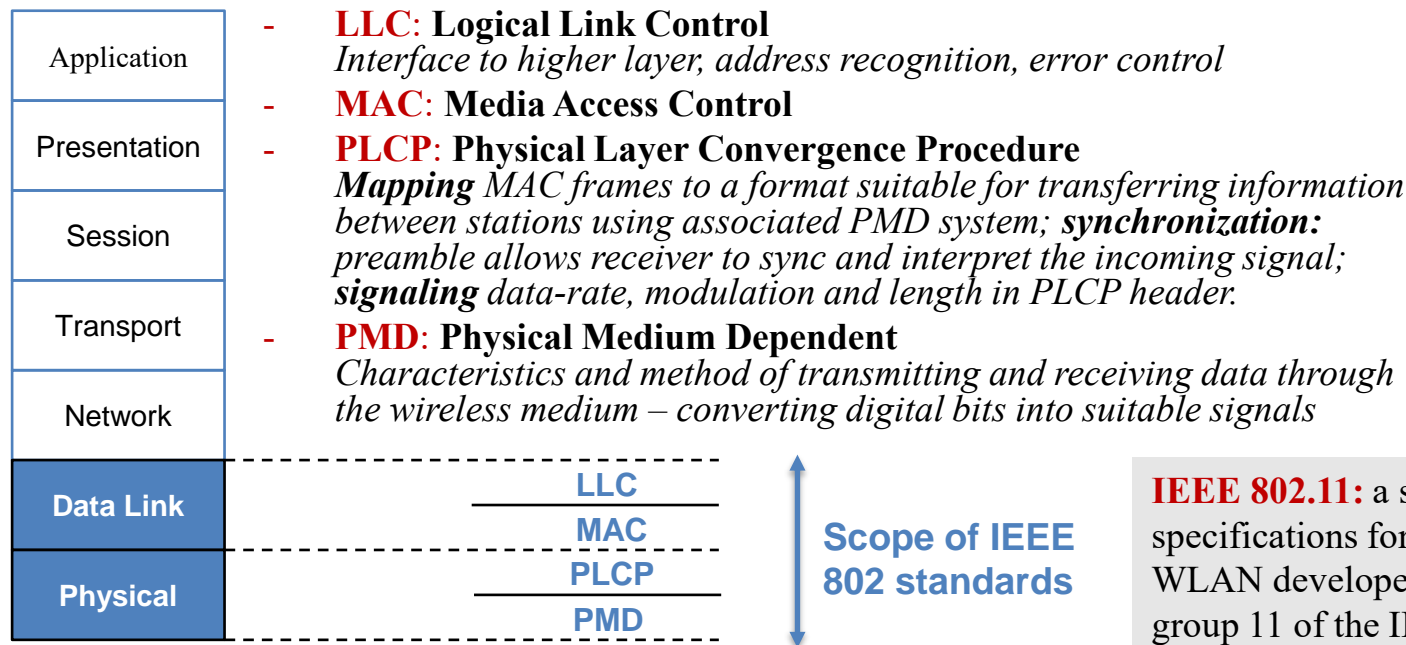 Application
Presentation
Session
Transport
Network
Data Link
Physical
- LLC: Logical Link Control
Interface to higher layer, address recognition, error control
- MAC: Media Access Control
- PLCP: Physical Layer Convergence Procedure
Mapping MAC frames to a format suitable for transferring information
between stations using associated PMD system; synchronization:
preamble allows receiver to sync and interpret the incoming signal;
signaling data-rate, modulation and length in PLCP header.
- PMD: Physical Medium Dependent
Characteristics and method of transmitting and receiving data through
the wireless medium – converting digital bits into suitable signals
LLC
MAC
PLCP
PMD
Scope of IEEE
802 standards
IEEE 802.11: a
specifications for
WLAN
group 11 of the